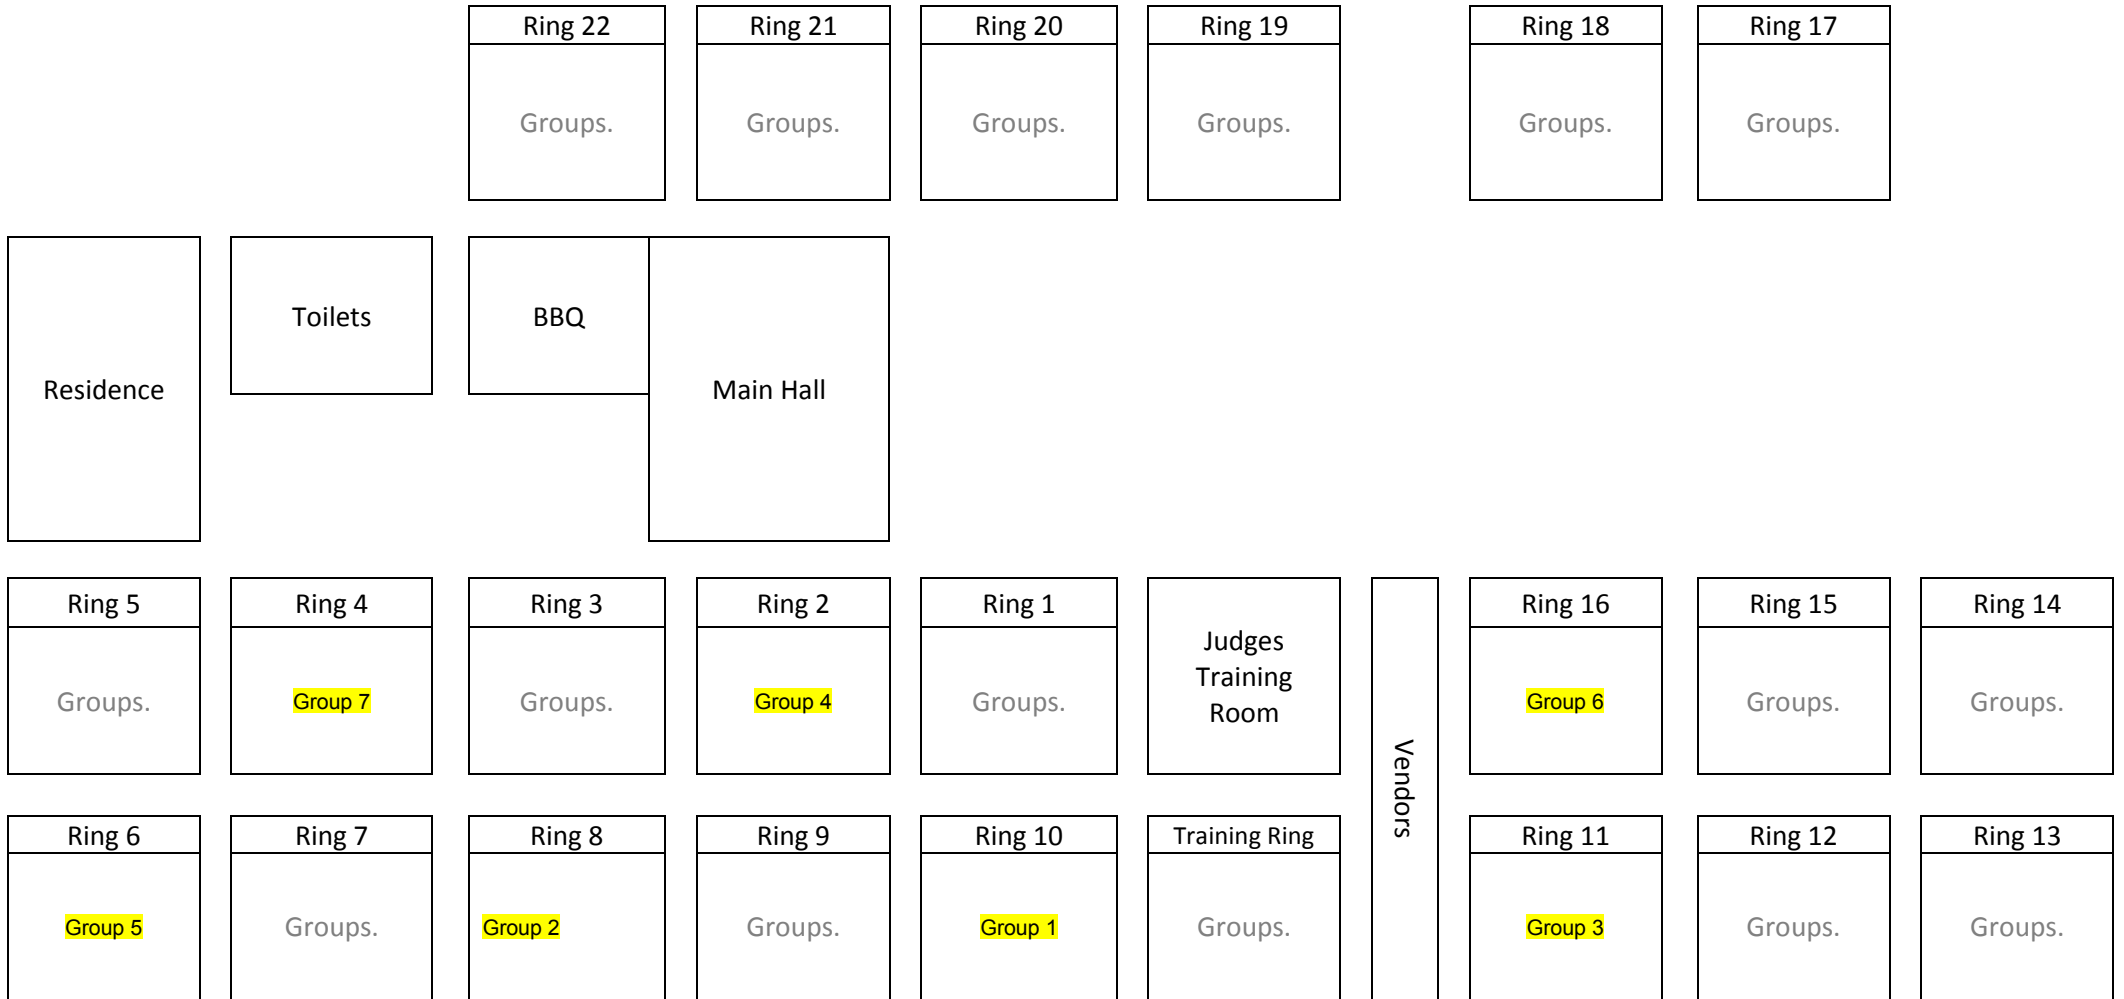 Ring 22
Ring 21
Ring 20
Ring 19
Ring 18
Ring 17
Groups.
Groups.
Groups.
Groups.
Groups.
Groups.
Residence
Toilets
BBQ
Main Hall
Ring 5
Ring 4
Ring 3
Ring 2
Ring 1
Judges
Training
Room
Ring 16
Ring 15
Ring 14
Groups.
Group 7
Groups.
Group 4
Groups.
Group 6
Groups.
Groups.
Vendors
Ring 6
Ring 7
Ring 8
Ring 9
Ring 10
Training Ring
Ring 11
Ring 12
Ring 13
Group 5
Groups.
Group 2
Groups.
Group 1
Groups.
Group 3
Groups.
Groups.